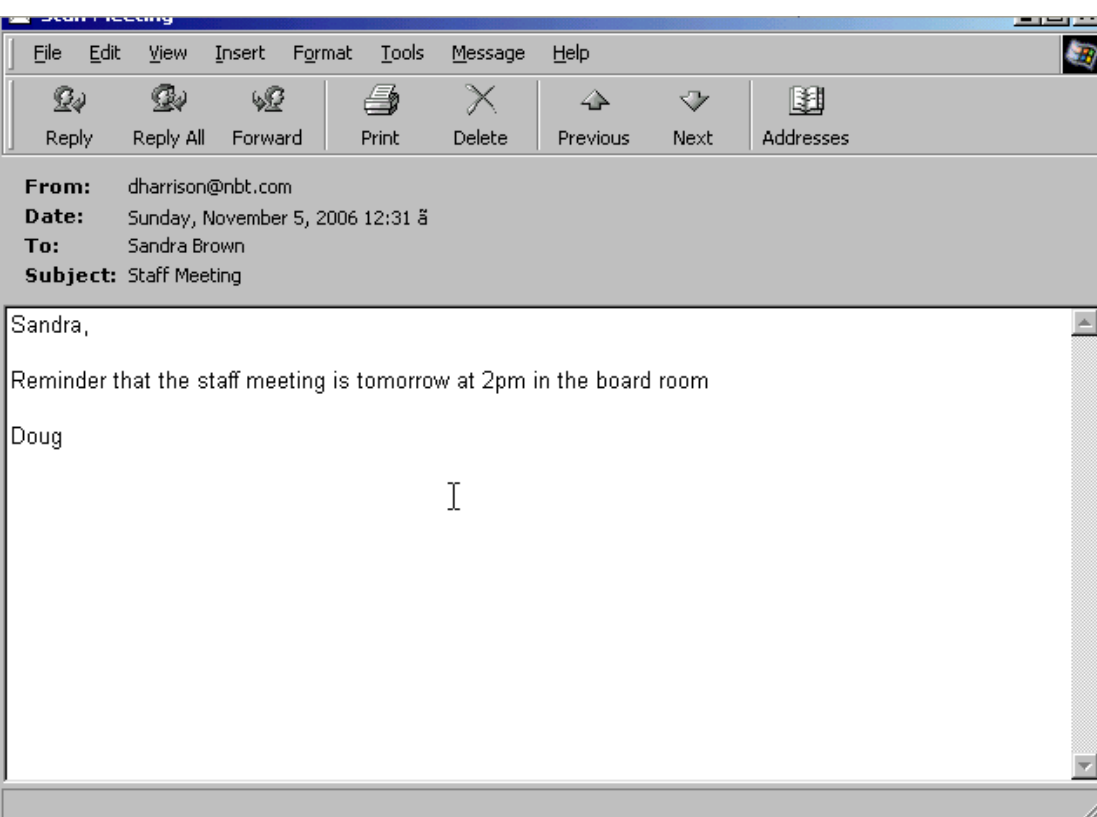 Staff Meeting
File Edit View Insert Format Tools Message Help
Reply Reply All Forward Print Delete Previous Next Addresses
From: dharrison@nbt.com
Date: Sunday, November 5, 2006 12:31 ã
To: Sandra Brown
Subject: Staff Meeting
Sandra,
Reminder that the staff meeting is tomorrow at 2pm in the board room
Doug